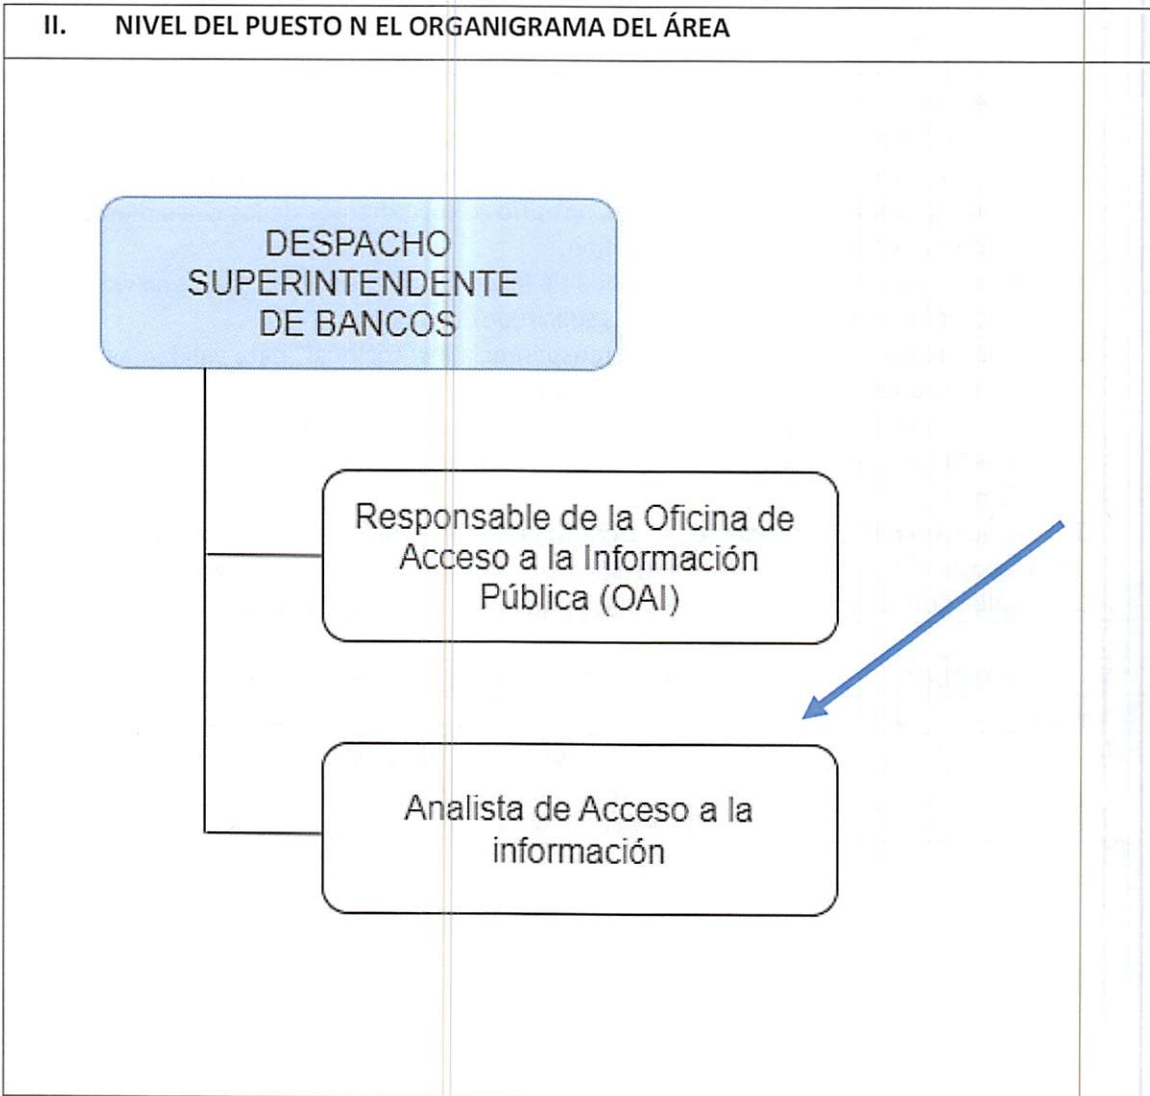 II. NIVEL DEL PUESTO N EL ORGANIGRAMA DEL ÁREA
DESPACHO
SUPERINTENDENTE
DE BANCOS
Responsable de la Oficina de
Acceso a la Información
Pública (OAI)
Analista de Acceso a la
información